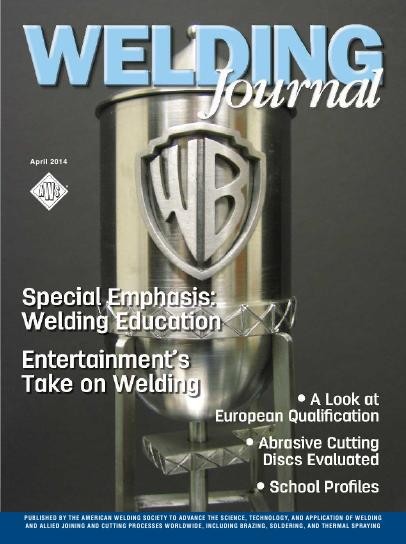 WELDING
Journal
April 2014
AWS
WB
Special Emphasis:
Welding Education
Entertainment's
Take on Welding
• A Look at
European Qualification
• Abrasive Cutting
Discs Evaluated
• School Profiles
PUBLISHED BY THE AMERICAN WELDING SOCIETY TO ADVANCE THE SCIENCE, TECHNOLOGY, AND APPLICATION OF WELDING
AND ALLIED JOINING AND CUTTING PROCESSES WORLDWIDE, INCLUDING BRAZING, SOLDERING, AND THERMAL SPRAYING